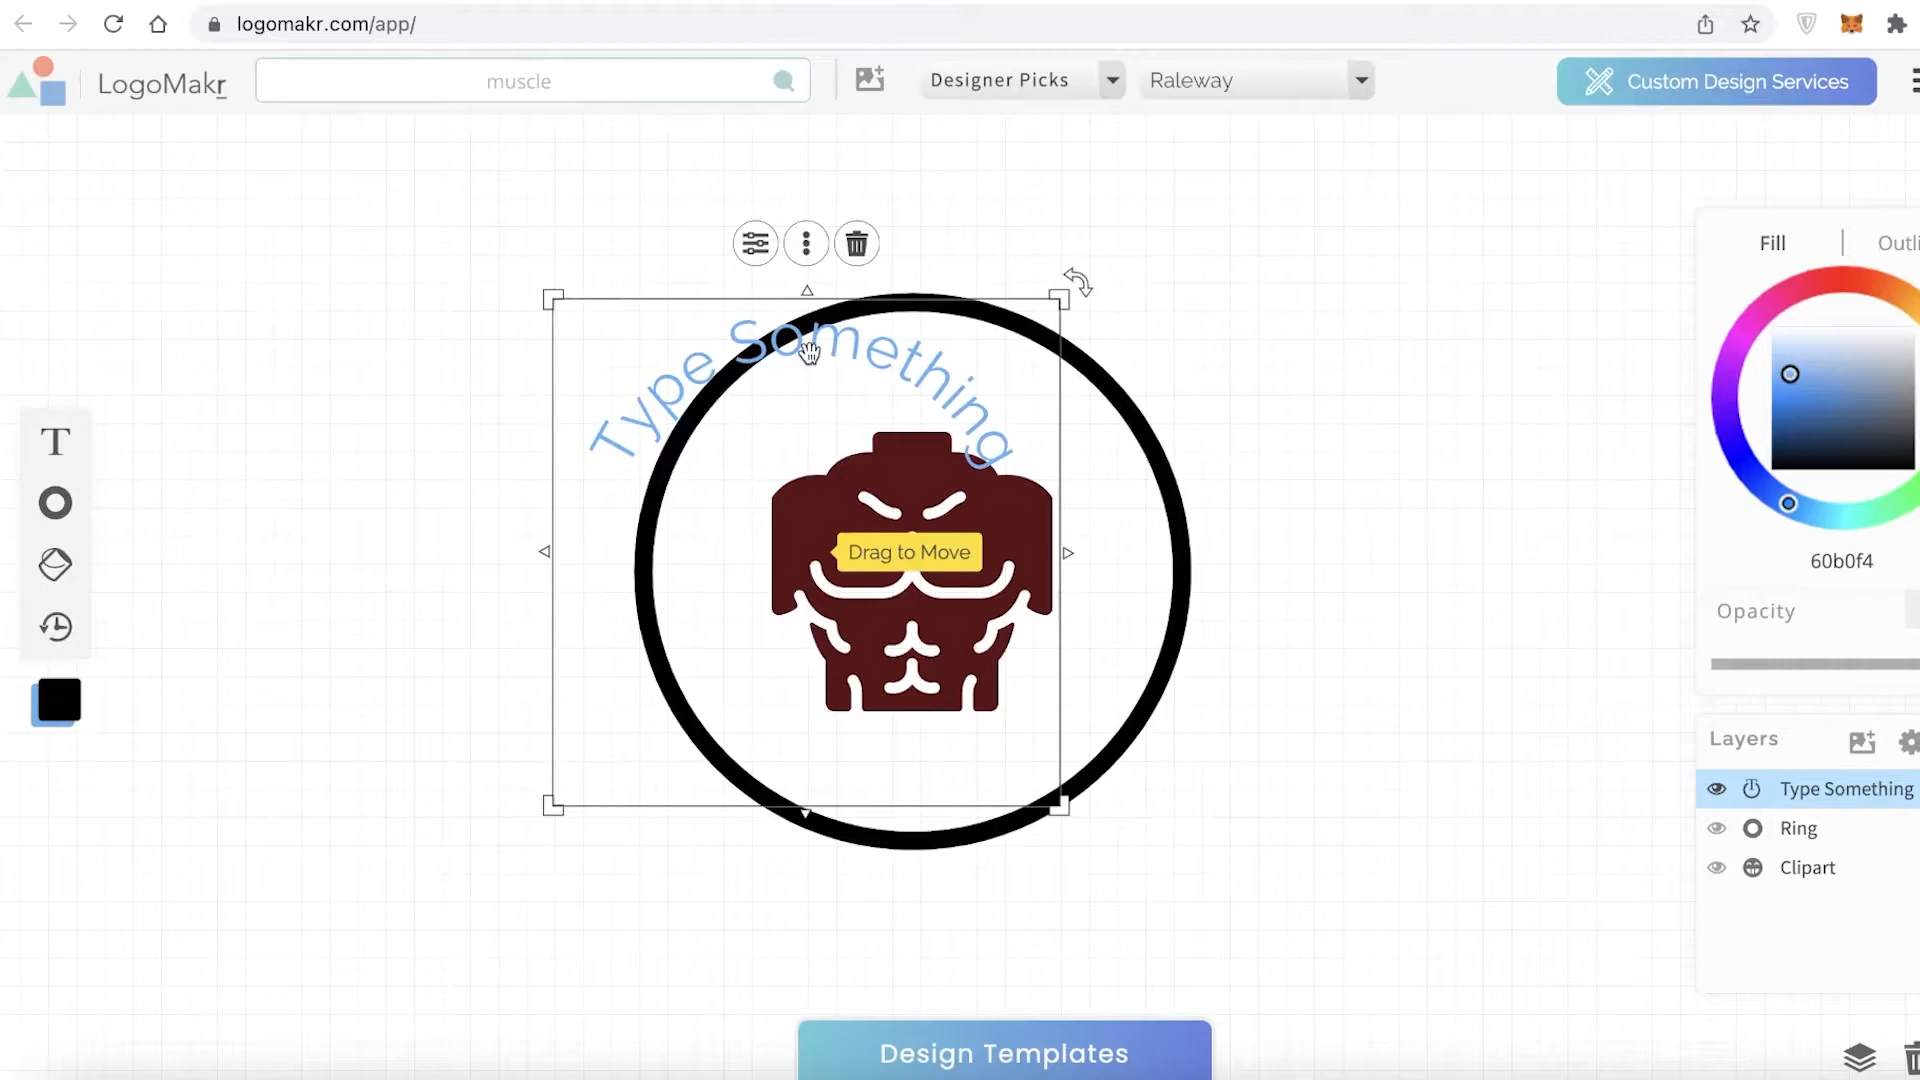 logomakr.com/app/
LogoMakr
muscle
Designer Picks
Raleway
Custom Design Services
Fill
Type Something
T
Drag to Move
60b0f4
Opacity
Layers
Type Something
Ring
Clipart
Design Templates